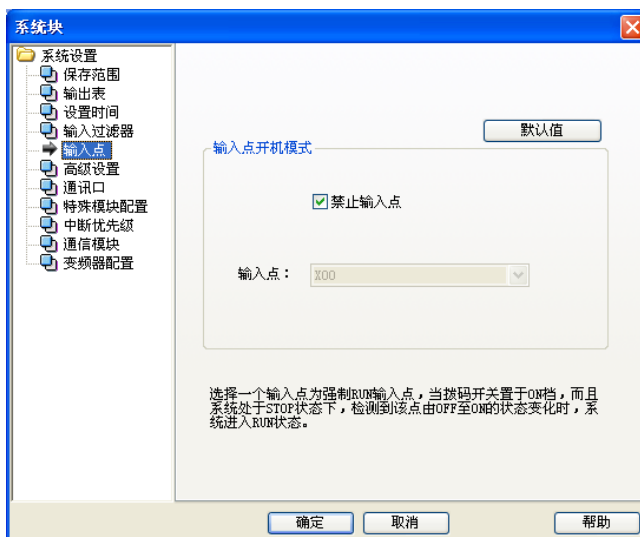 系统块
系统设置
保存范围
输出表
设置时间
输入过滤器
输入点
高级设置
通讯口
特殊模块配置
中断优先级
通信模块
变频器配置
默认值
输入点开机模式
禁止输入点
输入点：
X00
选择一个输入点为强制RUN输入点，当拨码开关置于ON档，而且
系统处于STOP状态下，检测到该点由OFF至ON的状态变化时，系
统进入RUN状态。
确定
取消
帮助